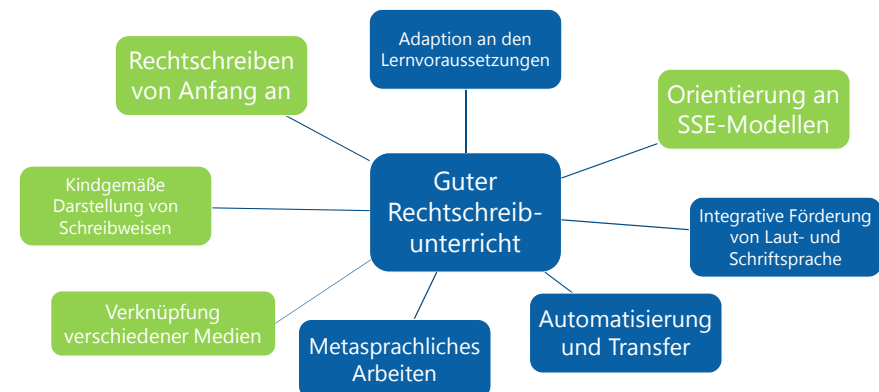 Adaption an den
Lernvoraussetzungen
Rechtschreiben
von Anfang an
Orientierung an
SSE-Modellen
Guter
Rechtschreib-
unterricht
Kindgemäße
Darstellung von
Schreibweisen
Integrative Förderung
von Laut- und
Schriftsprache
Verknüpfung
verschiedener Medien
Automatisierung
und Transfer
Metasprachliches
Arbeiten